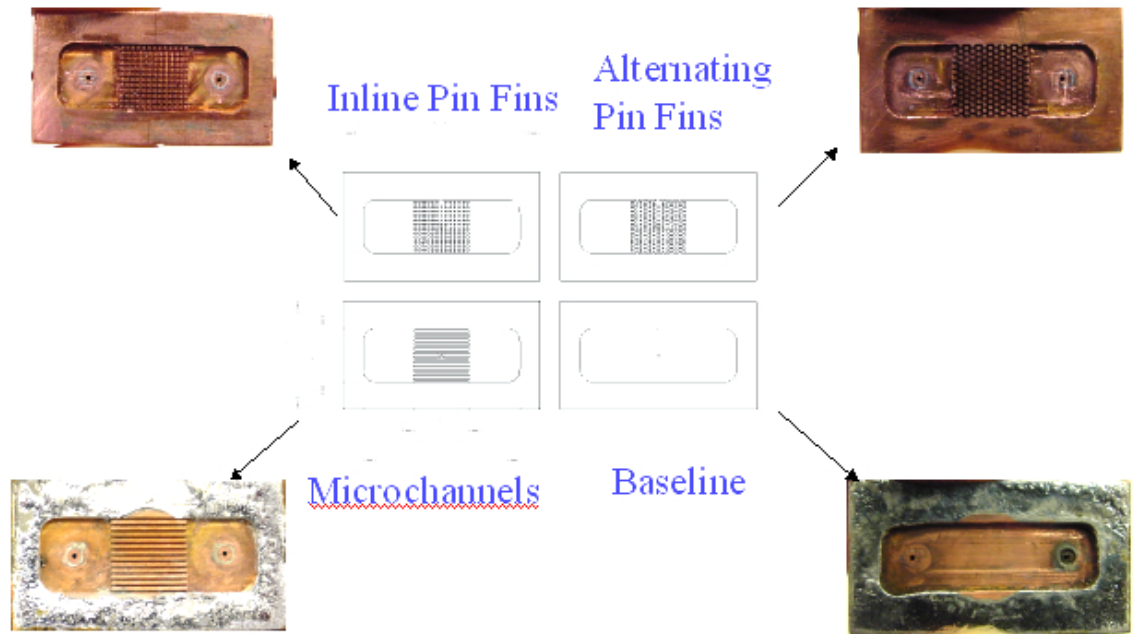 Inline Pin Fins
Alternating
Pin Fins
Microchannels
Baseline